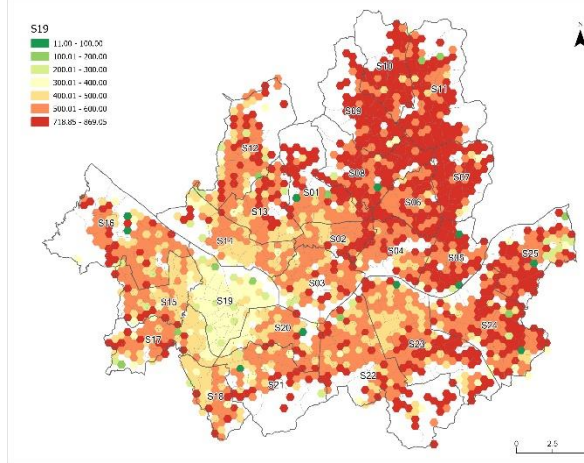 S19
11.00 - 100.00
100.01 - 200.00
200.01 - 300.00
300.01 - 400.00
400.01 - 500.00
500.01 - 600.00
718.85 - 869.05
S10
S11
S09
S12
S08
S07
S01
S06
S13
S16
S02
S04
S05
S25
S03
S15
S19
S20
S24
S17
S23
S22
S21
S18
0 2.5